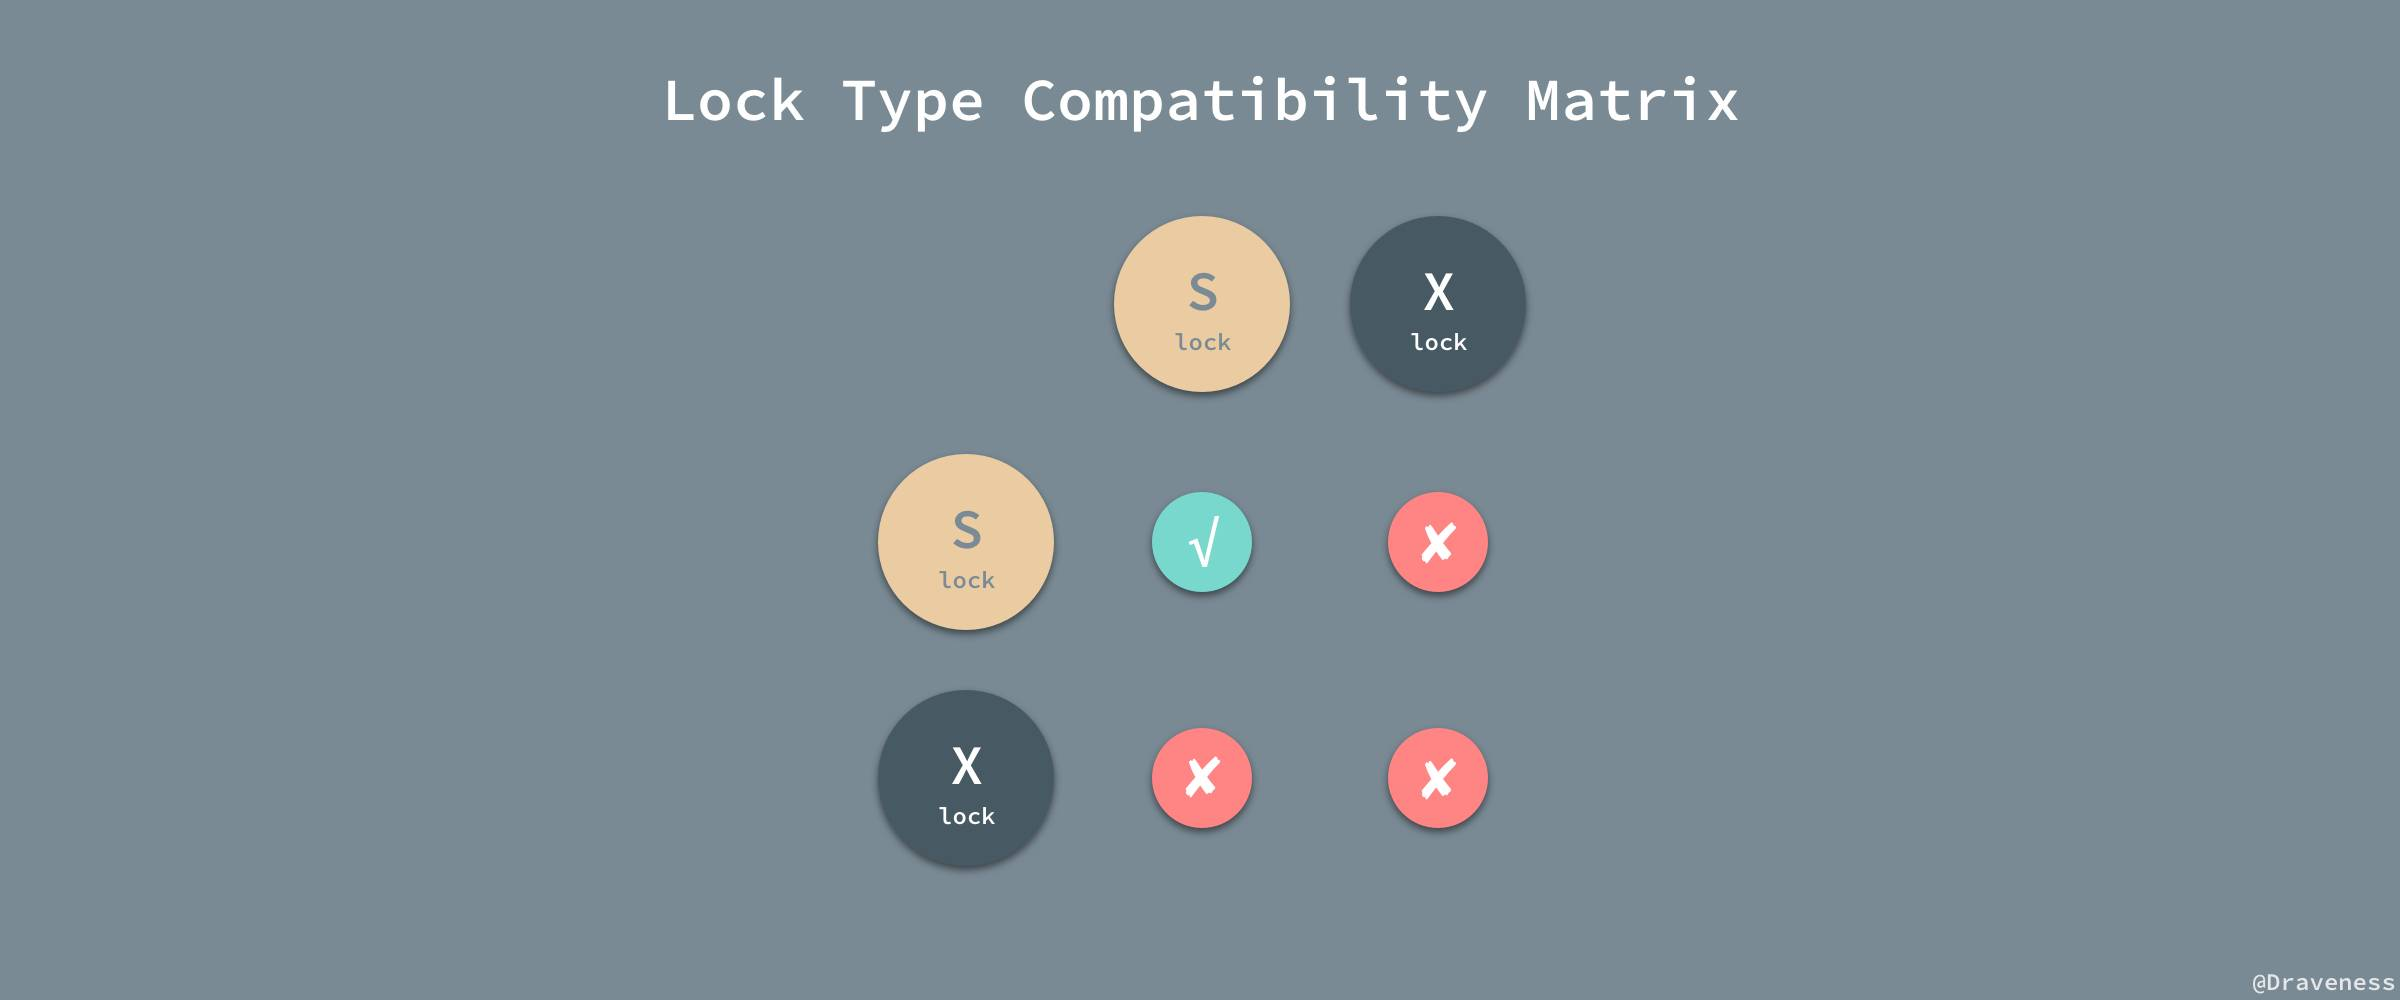 Lock Type Compatibility Matrix
S
lock
X
lock
S
lock
√
✘
X
lock
✘
✘
@Draveness